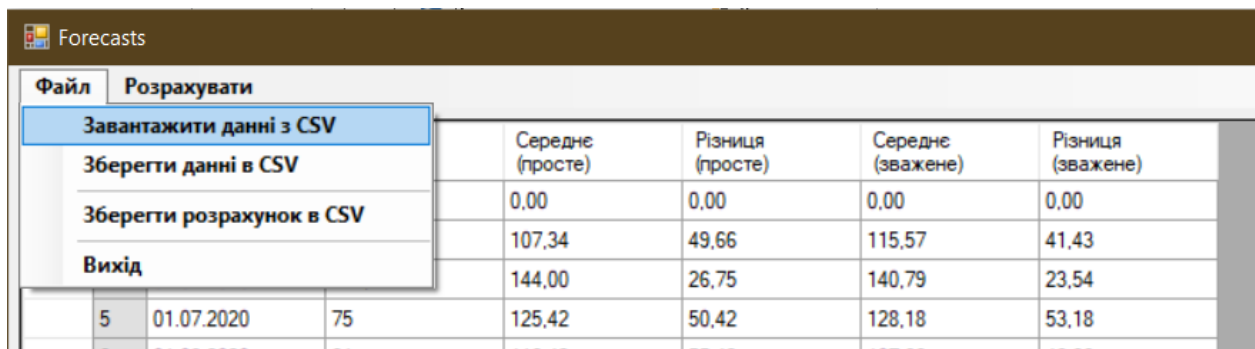 Forecasts
Файл Розрахувати
Завантажити данні з CSV
Зберегти данні в CSV
Зберегти розрахунок в CSV
Вихід
Середнє (просте) Різниця (просте) Середнє (зважене) Різниця (зважене)
0,00 0,00 0,00 0,00
107,34 49,66 115,57 41,43
144,00 26,75 140,79 23,54
5 01.07.2020 75 125,42 50,42 128,18 53,18